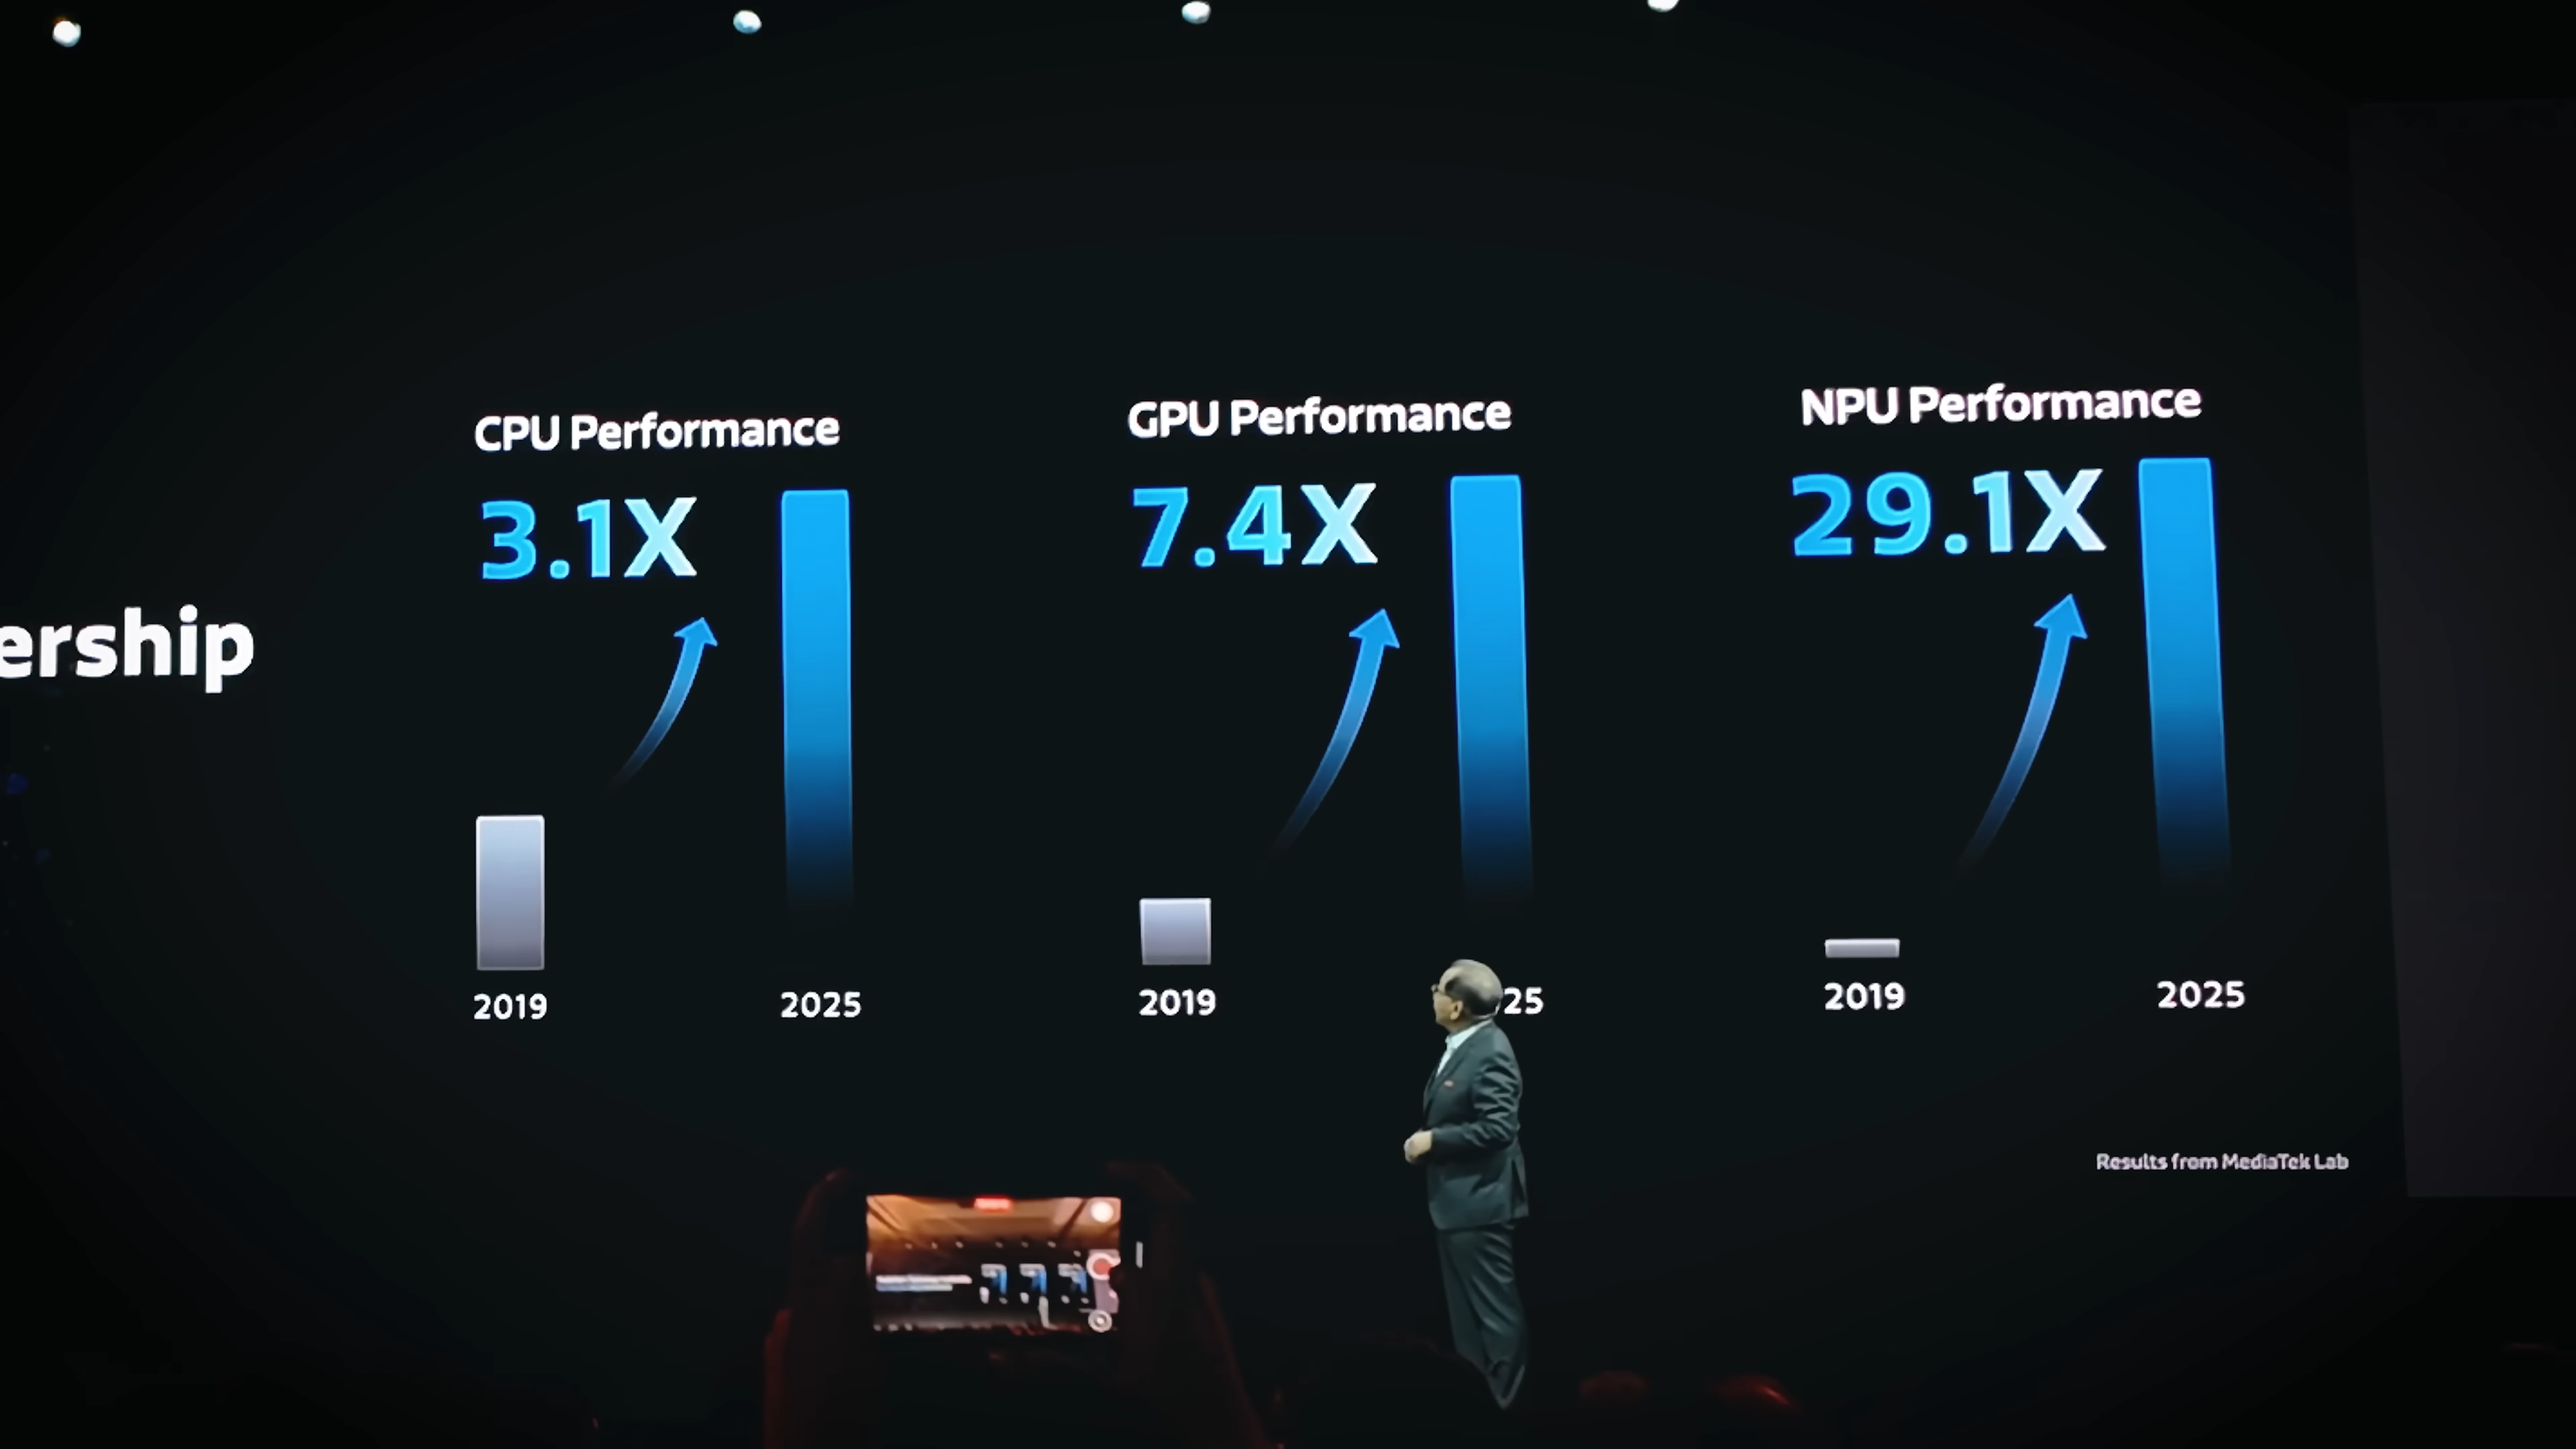 ership
CPU Performance
3.1X
2019
2025
GPU Performance
7.4X
2019
25
NPU Performance
29.1X
2019
2025
Results from MediaTek Lab